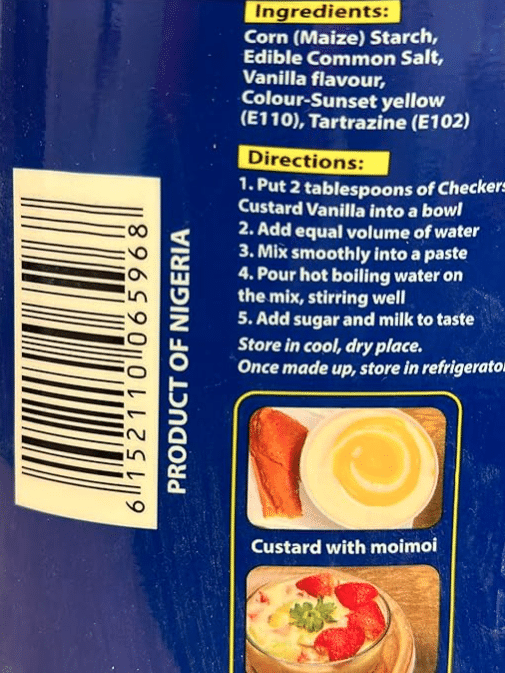 Ingredients:
Corn (Maize) Starch,
Edible Common Salt,
Vanilla flavour,
Colour-Sunset yellow
(E110), Tartrazine (E102)
Directions:
1. Put 2 tablespoons of Checkers
Custard Vanilla into a bowl
2. Add equal volume of water
3. Mix smoothly into a paste
4. Pour hot boiling water on
the mix, stirring well
5. Add sugar and milk to taste
Store in cool, dry place.
Once made up, store in refrigerator
Custard with moimoi
6 152110 065968
PRODUCT OF NIGERIA